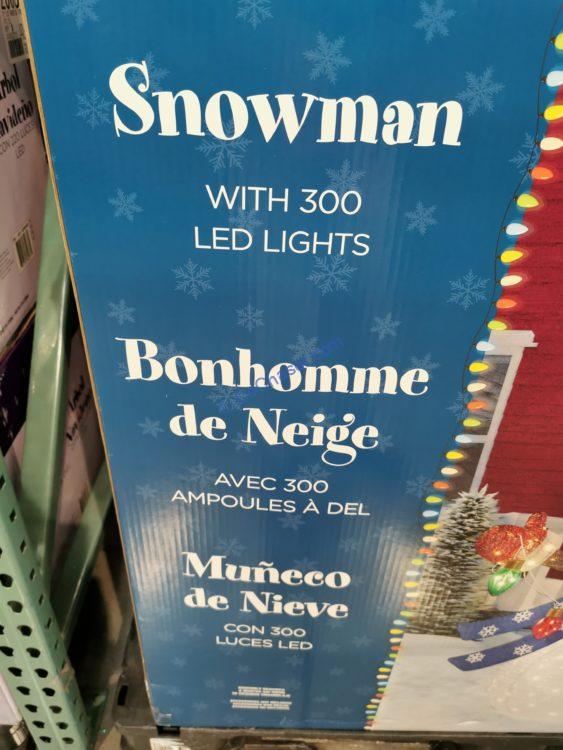 Snowman
WITH 300
LED LIGHTS
Bonhomme
de Neige
AVEC 300
AMPOULES À DEL
Muñeco
de Nieve
CON 300
LUCES LED